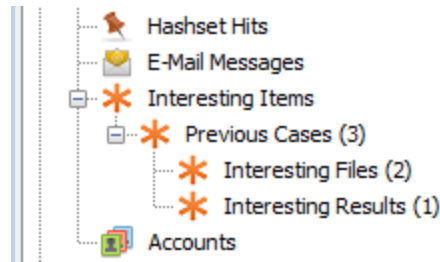 Hashset Hits
E-Mail Messages
Interesting Items
Previous Cases (3)
Interesting Files (2)
Interesting Results (1)
Accounts